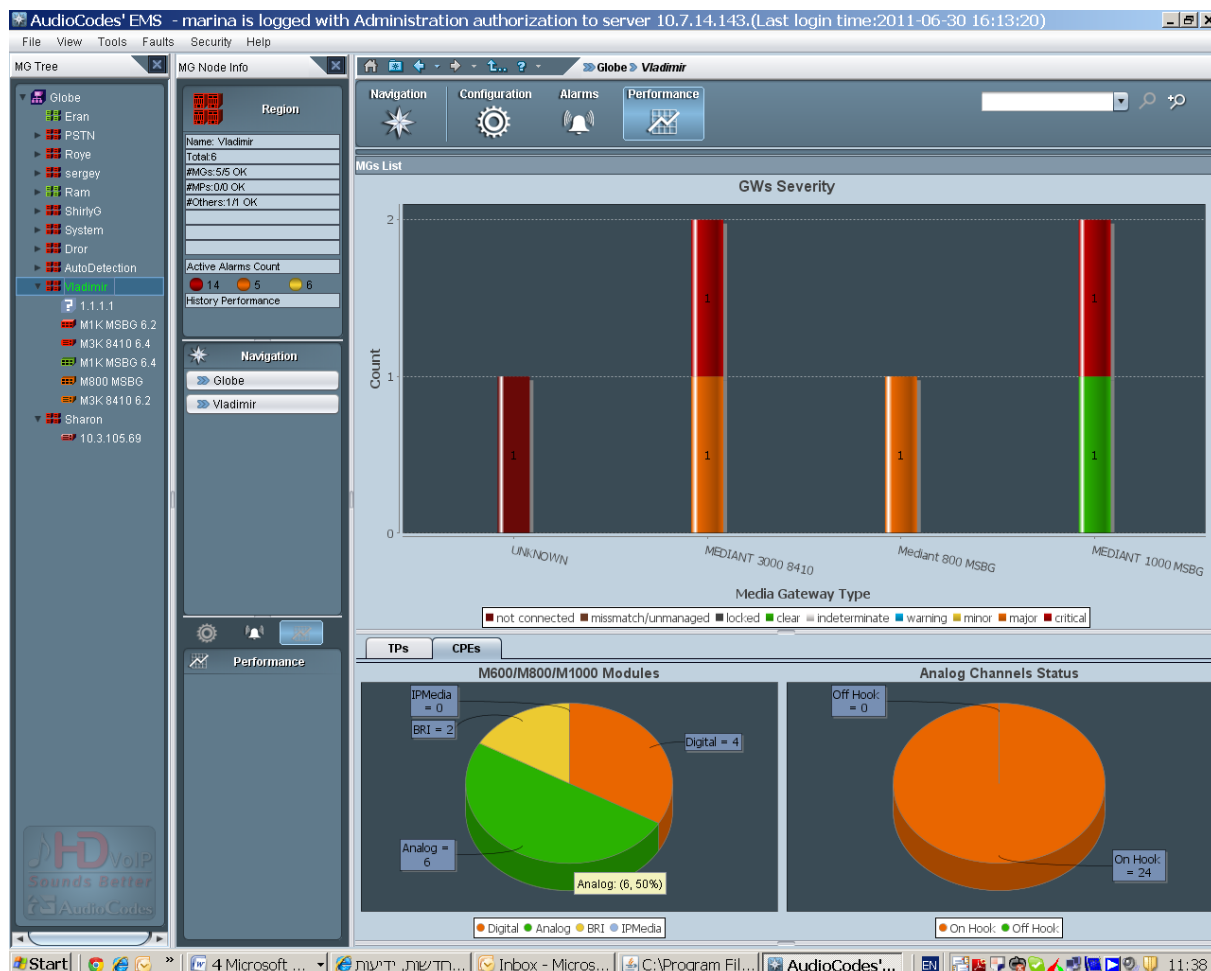 AudioCodes' EMS - marina is logged with Administration authorization to server 10.7.14.143.(Last login time:2011-06-30 16:13:20)
File View Tools Faults Security Help
MG Tree
Globe
Eran
PSTN
Roye
sergey
Ram
ShirlyG
System
Dror
AutoDetection
Vladimir
1.1.1.1
M1K MSBG 6.2
M3K 8410 6.4
M1K MSBG 6.4
M800 MSBG
M3K 8410 6.2
Sharon
10.3.105.69
HD VoIP
Sounds Better
AudioCodes
MG Node Info
Region
Name: Vladimir
Total:6
#MGs:5/5 OK
#MPs:0/0 OK
#Others:1/1 OK
Active Alarms Count
14 5 6
History Performance
Navigation
Globe
Vladimir
Performance
Globe Vladimir
Navigation Configuration Alarms Performance
MGs List
GWs Severity
Count
2
1
0
1
1
1
1
1
1
UNKNOWN
MEDIANT 3000 8410
Mediant 800 MSBG
MEDIANT 1000 MSBG
Media Gateway Type
not connected missmatch/unmanaged locked clear indeterminate warning minor major critical
TPs CPEs
M600/M800/M1000 Modules
IPMedia
= 0
BRI = 2
Digital = 4
Analog =
6
Analog: (6, 50%)
Digital Analog BRI IPMedia
Analog Channels Status
Off Hook
= 0
On Hook
= 24
On Hook Off Hook
Start » 4 Microsoft ... חדשות, ידיעות... Inbox - Micros... C:\Program Fil... AudioCodes'... EN 11:38